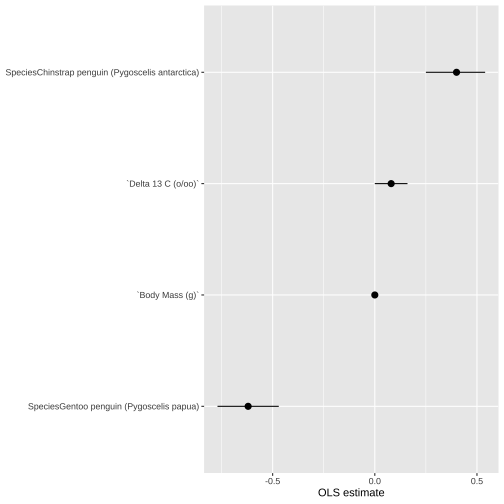 SpeciesChinstrap penguin (Pygoscelis antarctica)
`Delta 13 C (o/oo)`
`Body Mass (g)`
SpeciesGentoo penguin (Pygoscelis papua)
-0.5 0.0 0.5
OLS estimate